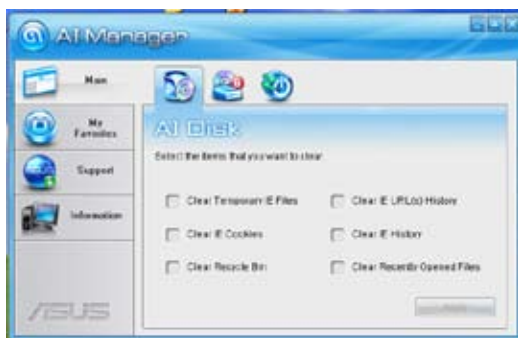 AI Manager
Main
My
Favorites
Support
Information
AI Disk
Select the items that you want to clear
Clear Temporary IE Files
Clear IE URL(s) History
Clear IE Cookies
Clear IE History
Clear Recycle Bin
Clear Recently Opened Files
ASUS